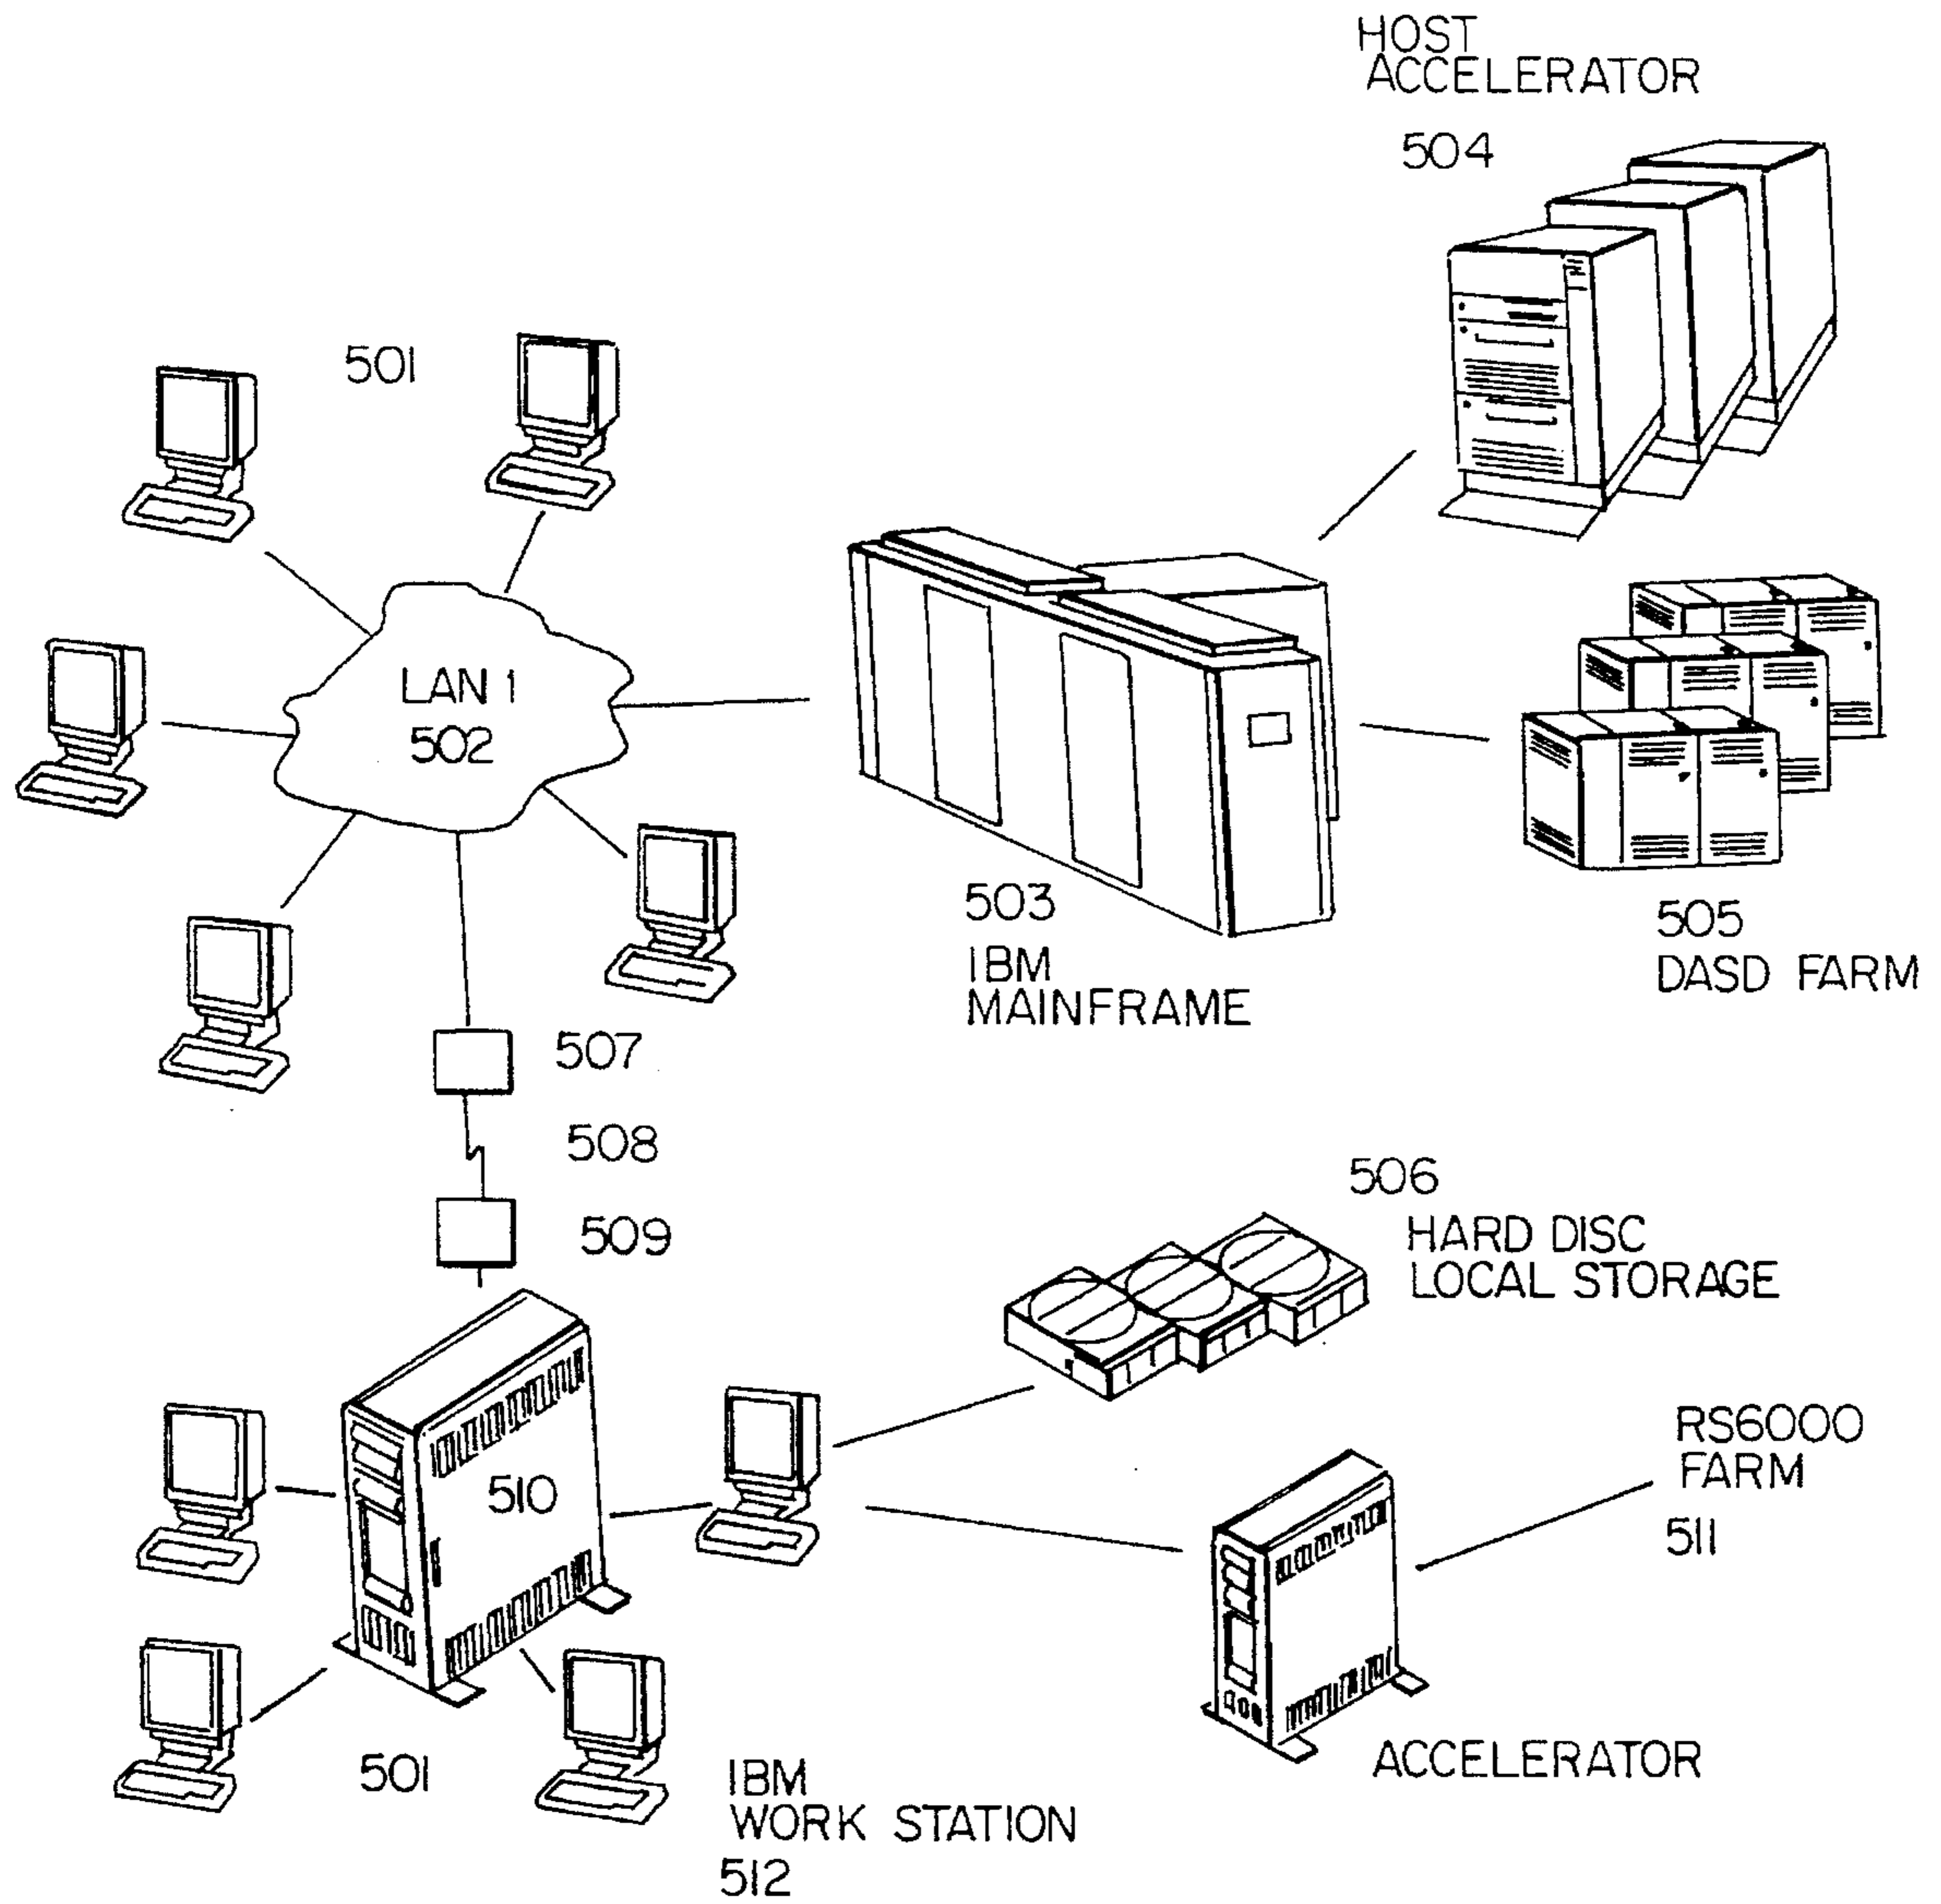 HOST
ACCELERATOR
504
501
LAN 1
502
503
IBM
MAINFRAME
505
DASD FARM
507
508
509
506
HARD DISC
LOCAL STORAGE
510
RS6000
FARM
511
ACCELERATOR
501
IBM
WORK STATION
512